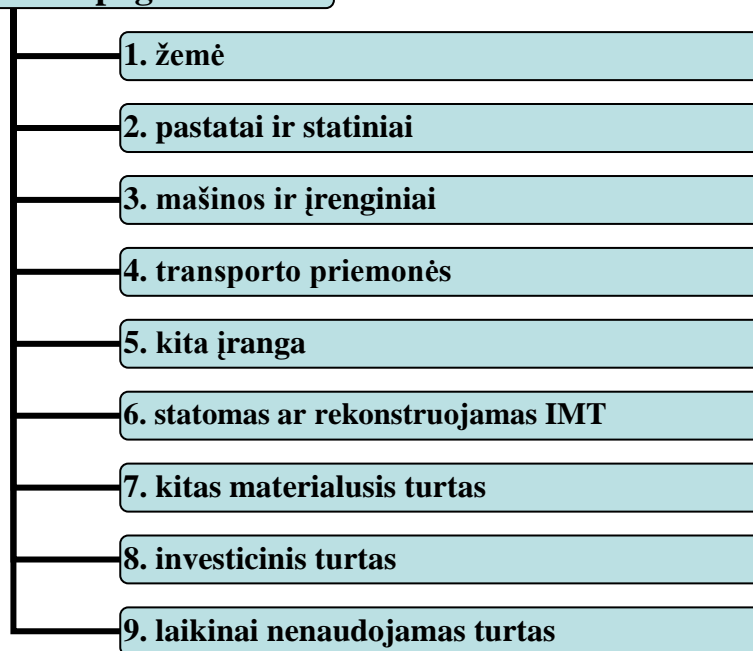 1. žemė
2. pastatai ir statiniai
3. mašinos ir įrenginiai
4. transporto priemonės
5. kita įranga
6. statomas ar rekonstruojamas IMT
7. kitas materialusis turtas
8. investicinis turtas
9. laikinai nenaudojamas turtas